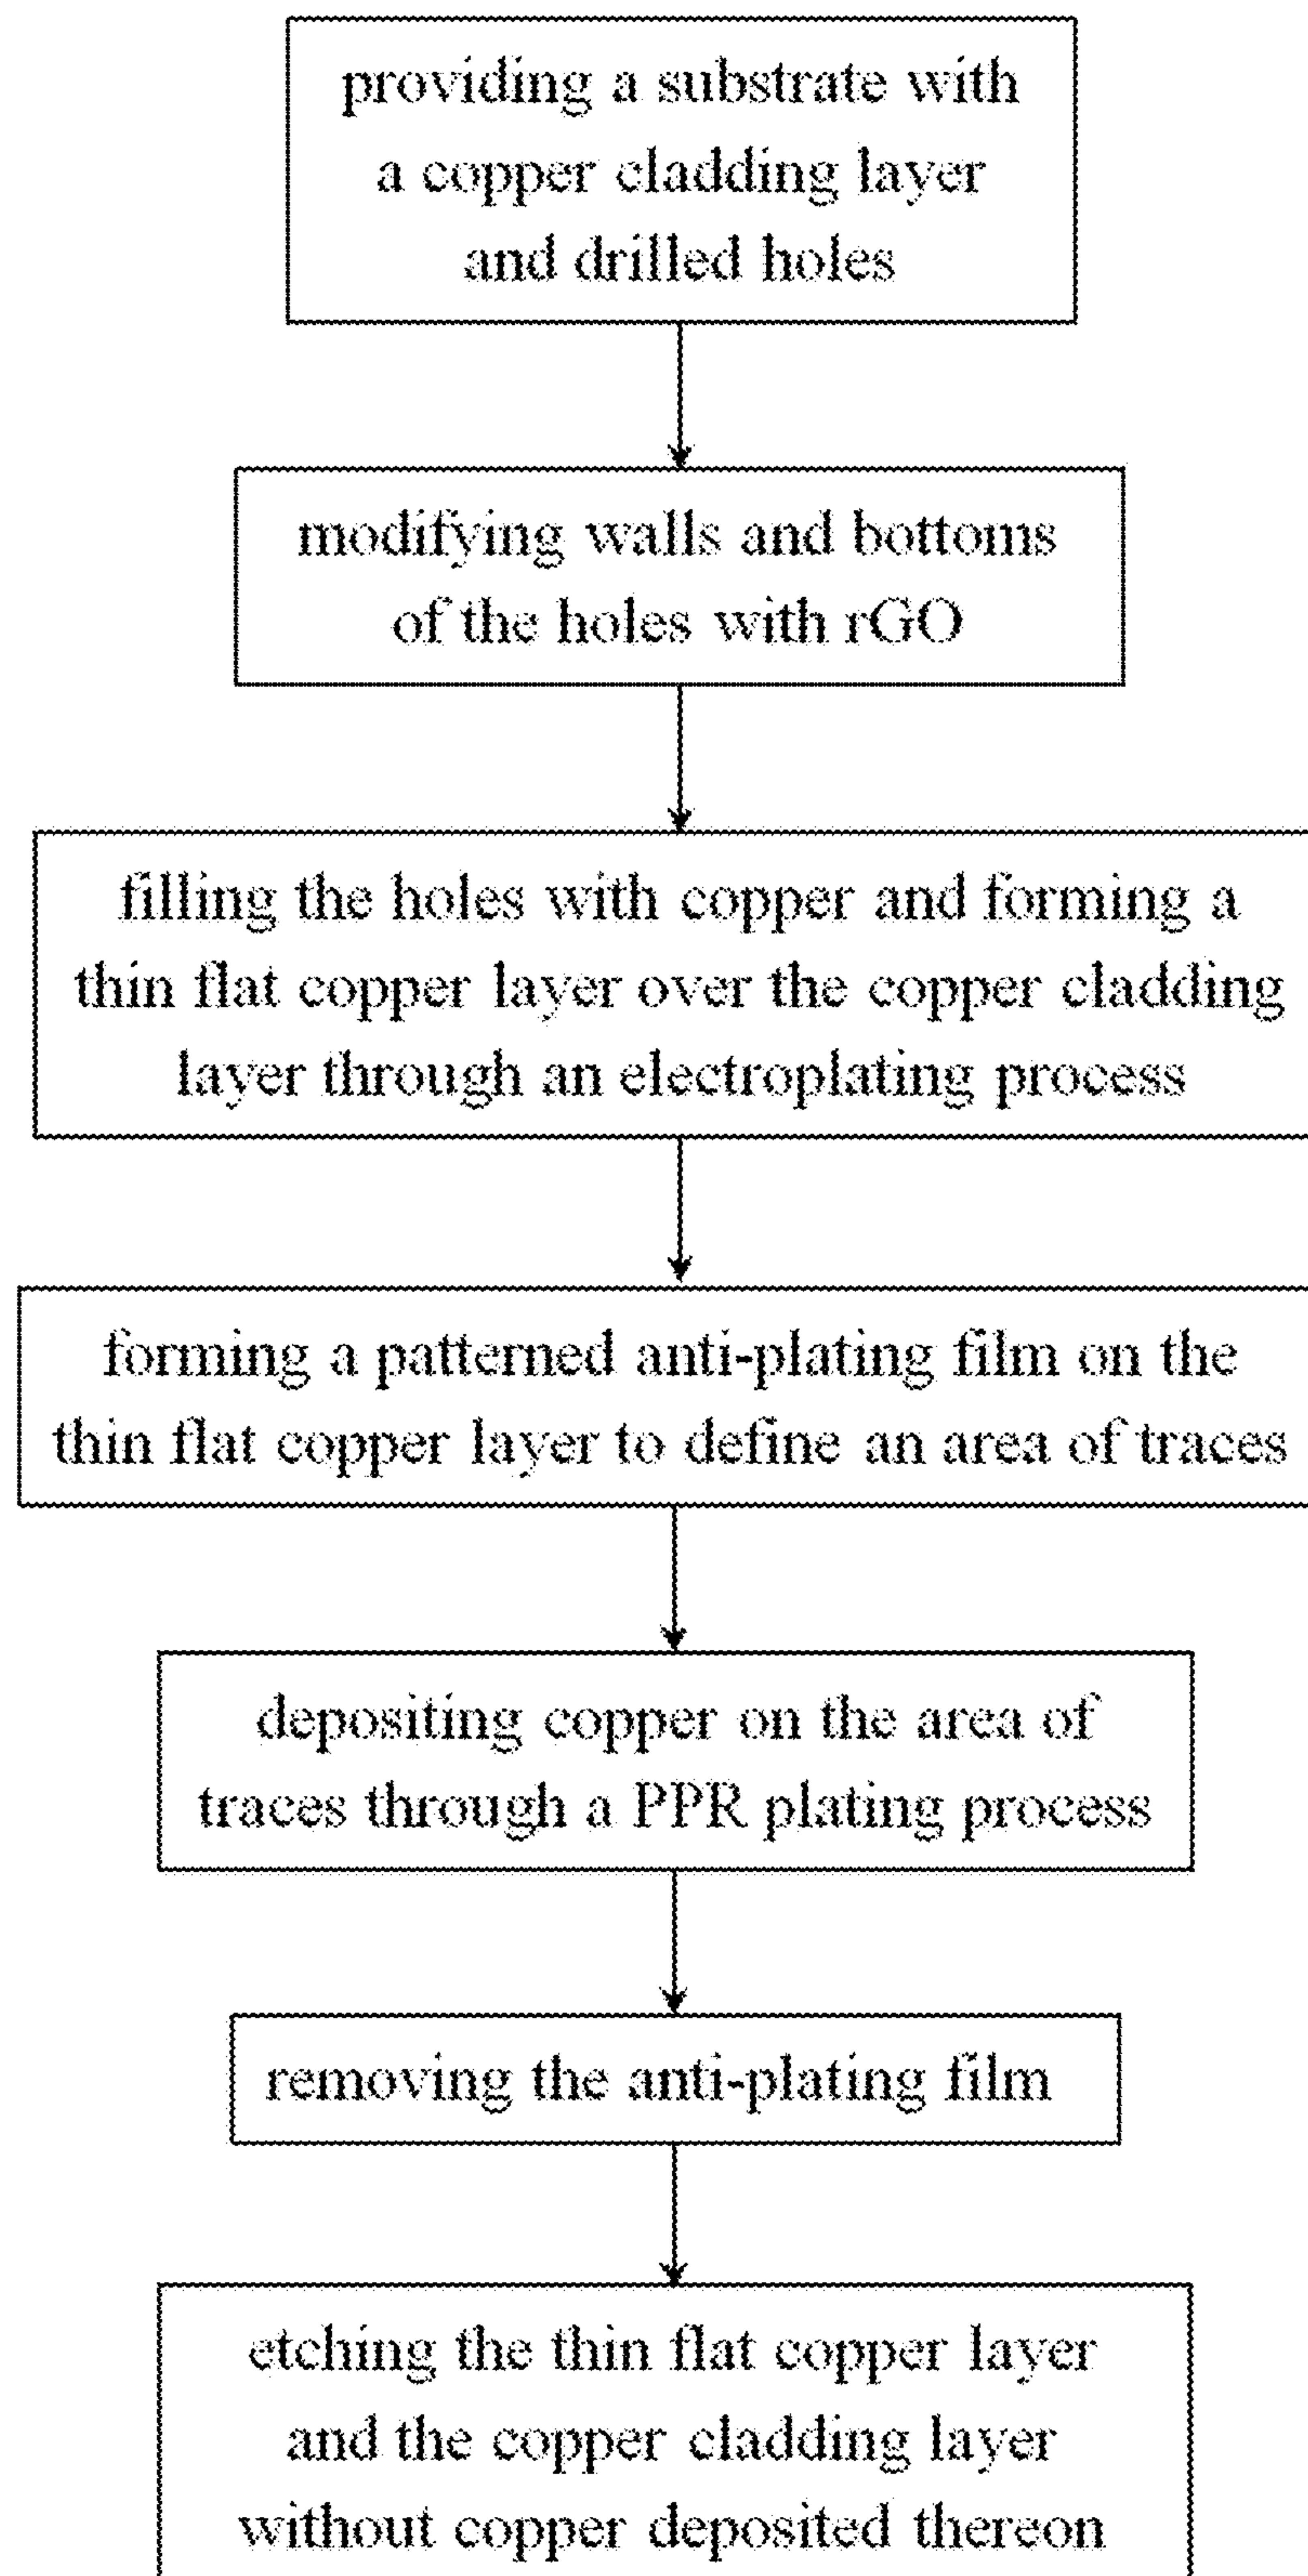 providing a substrate with
a copper cladding layer
and drilled holes
modifying walls and bottoms
of the holes with rGO
filling the holes with copper and forming a
thin flat copper layer over the copper cladding
layer through an electroplating process
forming a patterned anti-plating film on the
thin flat copper layer to define an area of traces
depositing copper on the area of
traces through a PPR plating process
removing the anti-plating film
etching the thin flat copper layer
and the copper cladding layer
without copper deposited thereon